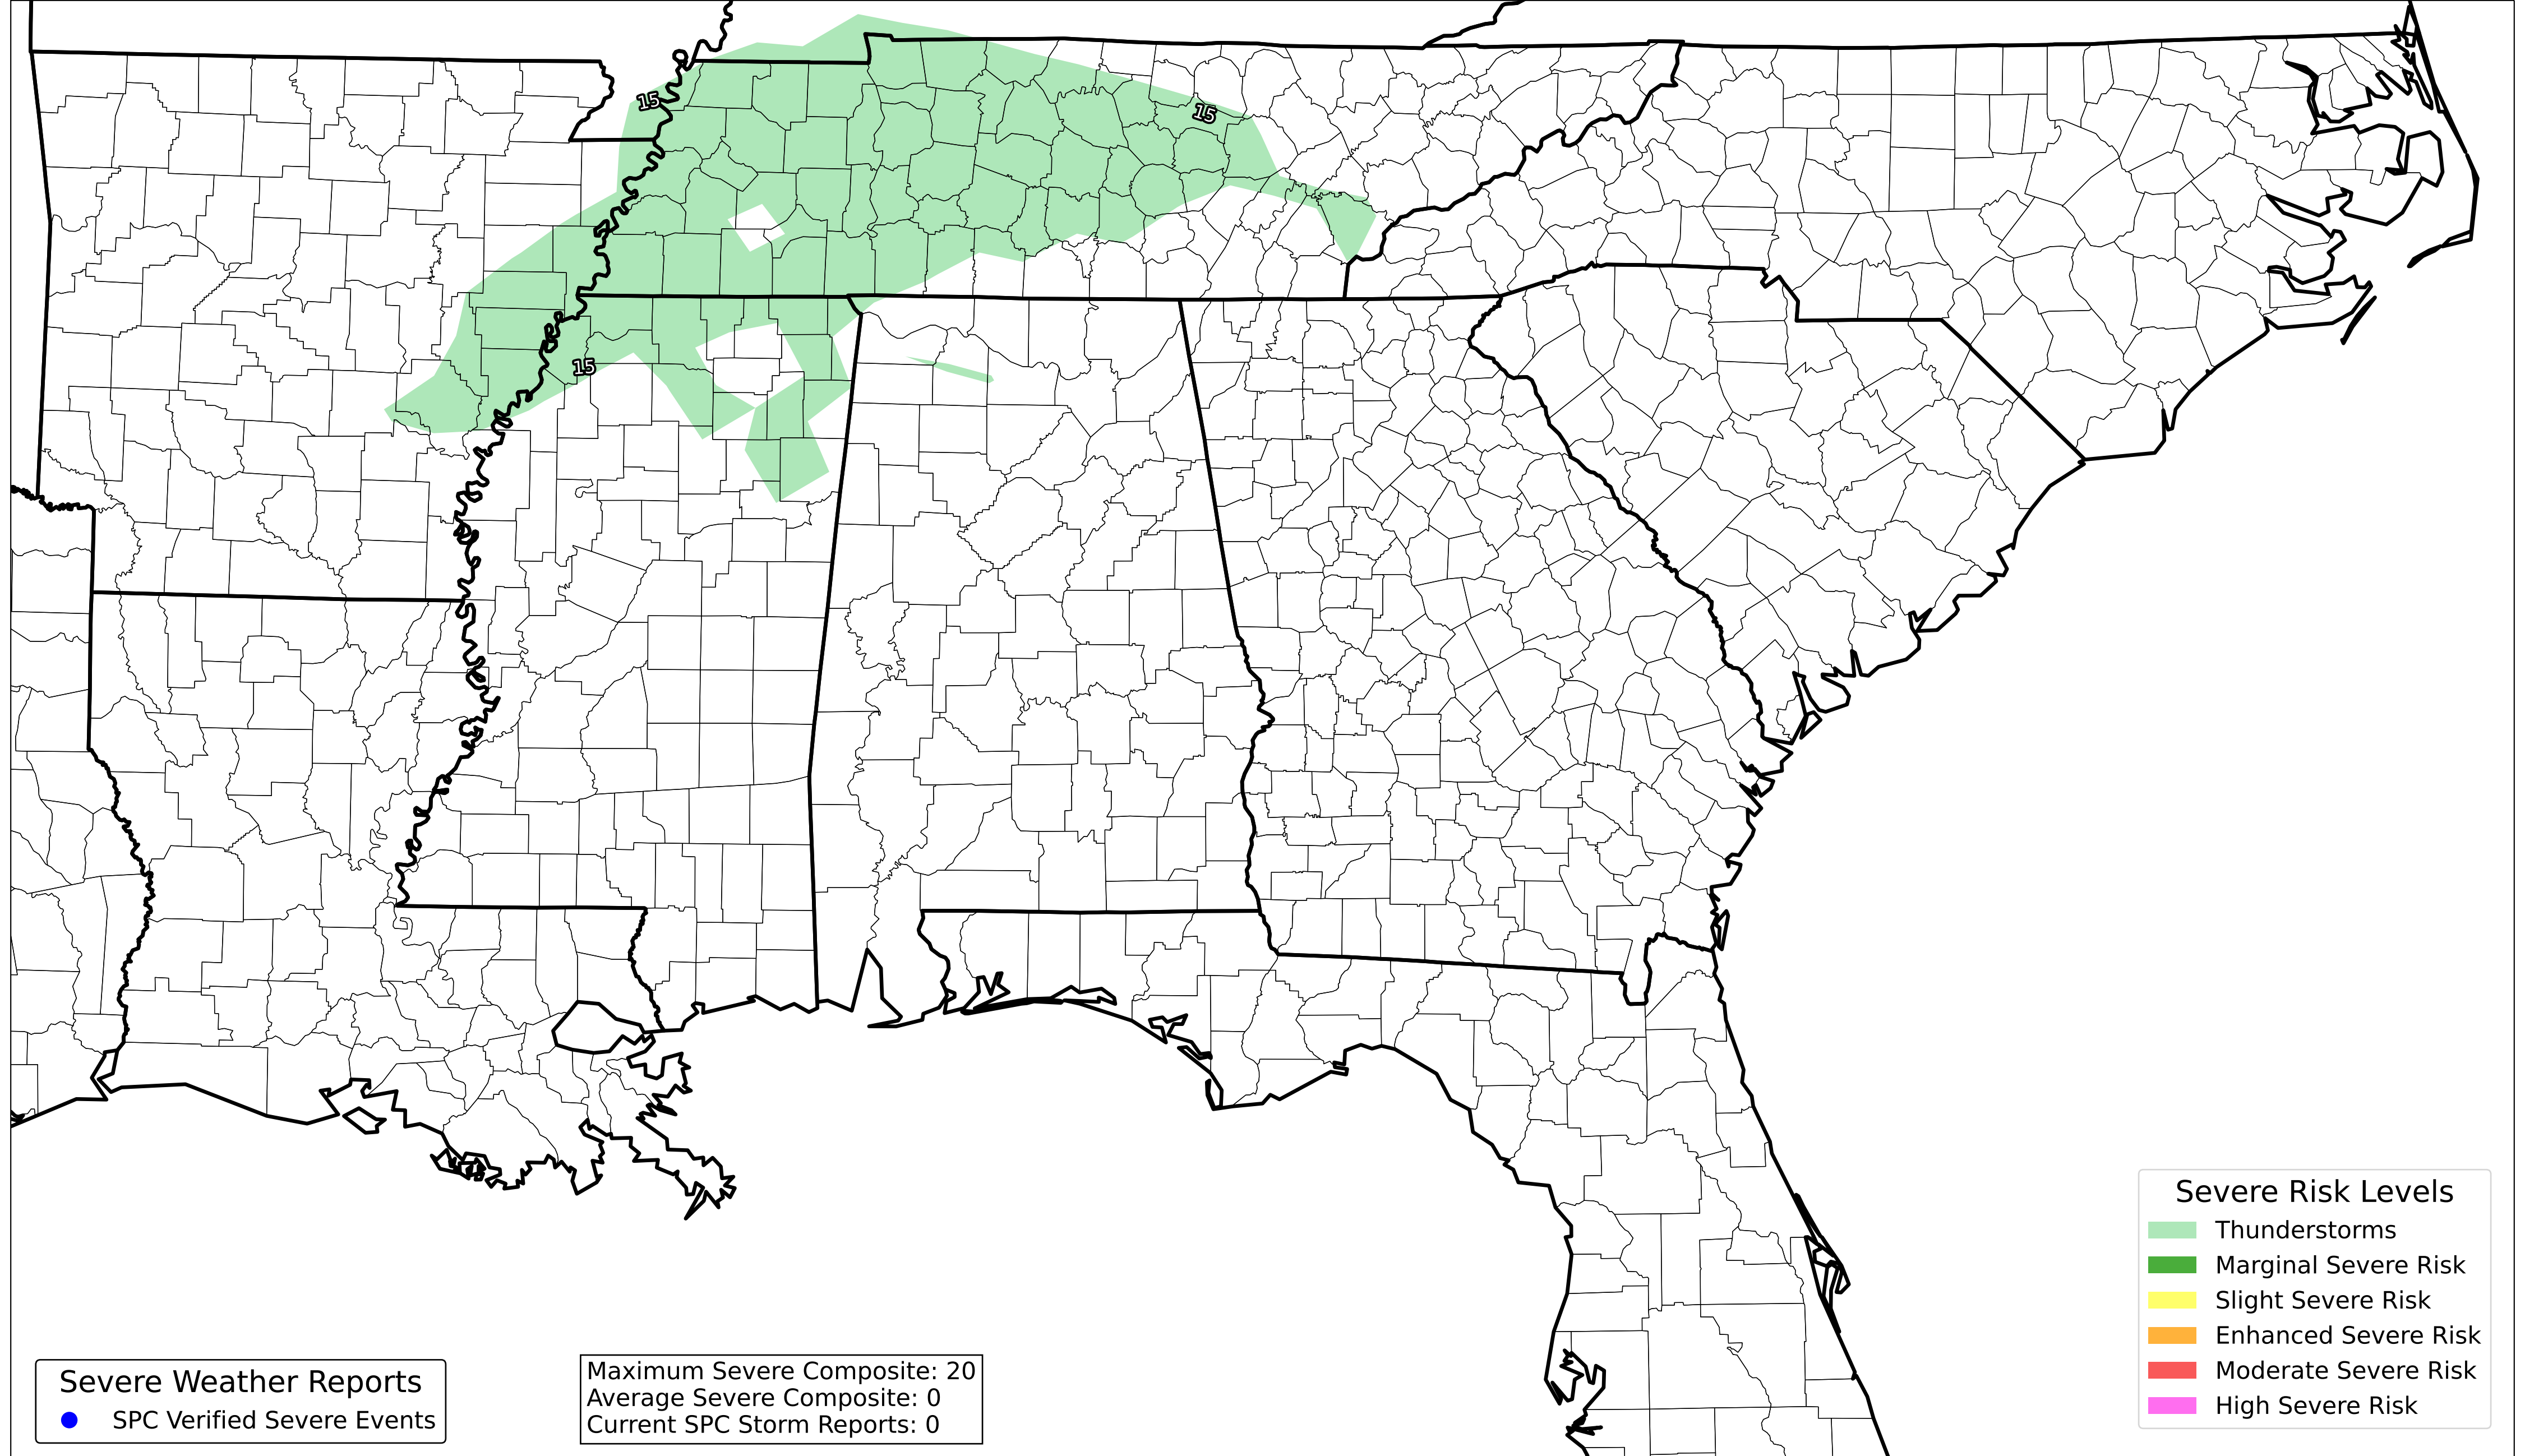 15
15
15
Severe Risk Levels
Thunderstorms
Marginal Severe Risk
Slight Severe Risk
Enhanced Severe Risk
Moderate Severe Risk
High Severe Risk
Severe Weather Reports
SPC Verified Severe Events
Maximum Severe Composite: 20
Average Severe Composite: 0
Current SPC Storm Reports: 0